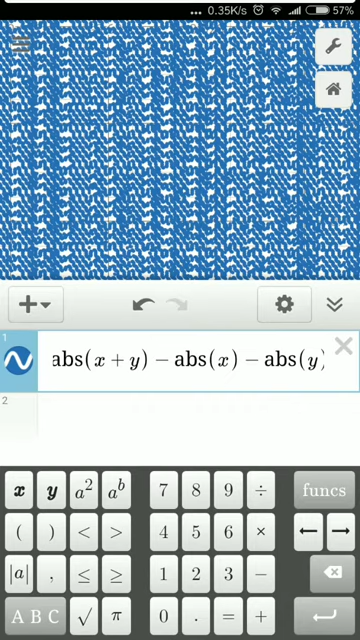 ... 0.35K/s 57%
1
abs(x + y) − abs(x) − abs(y)
2
x y a² aᵇ 7 8 9 ÷ funcs
( ) < > 4 5 6 × ← →
|a| , ≤ ≥ 1 2 3 −
A B C √ π 0 . = +